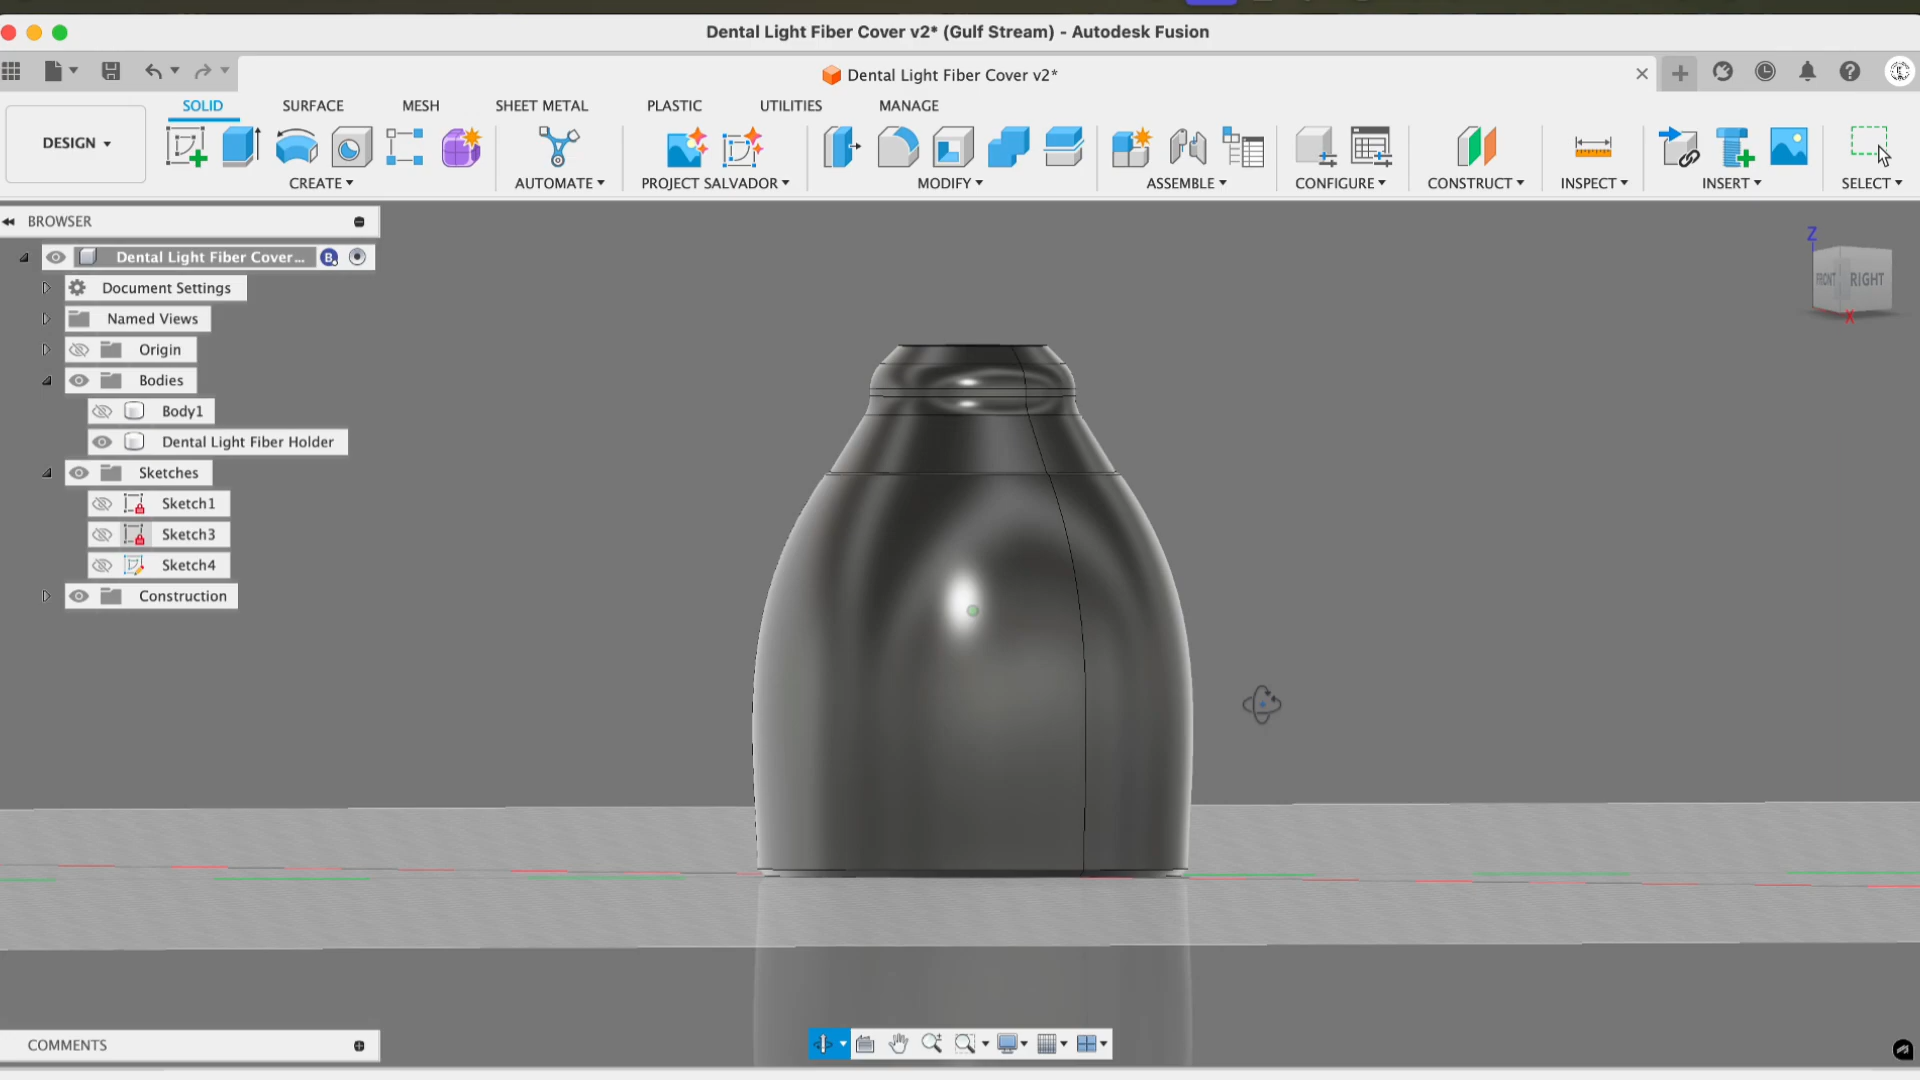 Dental Light Fiber Cover v2* (Gulf Stream) - Autodesk Fusion
Dental Light Fiber Cover v2*
SOLID SURFACE MESH SHEET METAL PLASTIC UTILITIES MANAGE
DESIGN
CREATE AUTOMATE PROJECT SALVADOR MODIFY ASSEMBLE CONFIGURE CONSTRUCT INSPECT INSERT SELECT
BROWSER
Dental Light Fiber Cover...
Document Settings
Named Views
Origin
Bodies
Body1
Dental Light Fiber Holder
Sketches
Sketch1
Sketch3
Sketch4
Construction
Z
FRONT RIGHT
X
COMMENTS